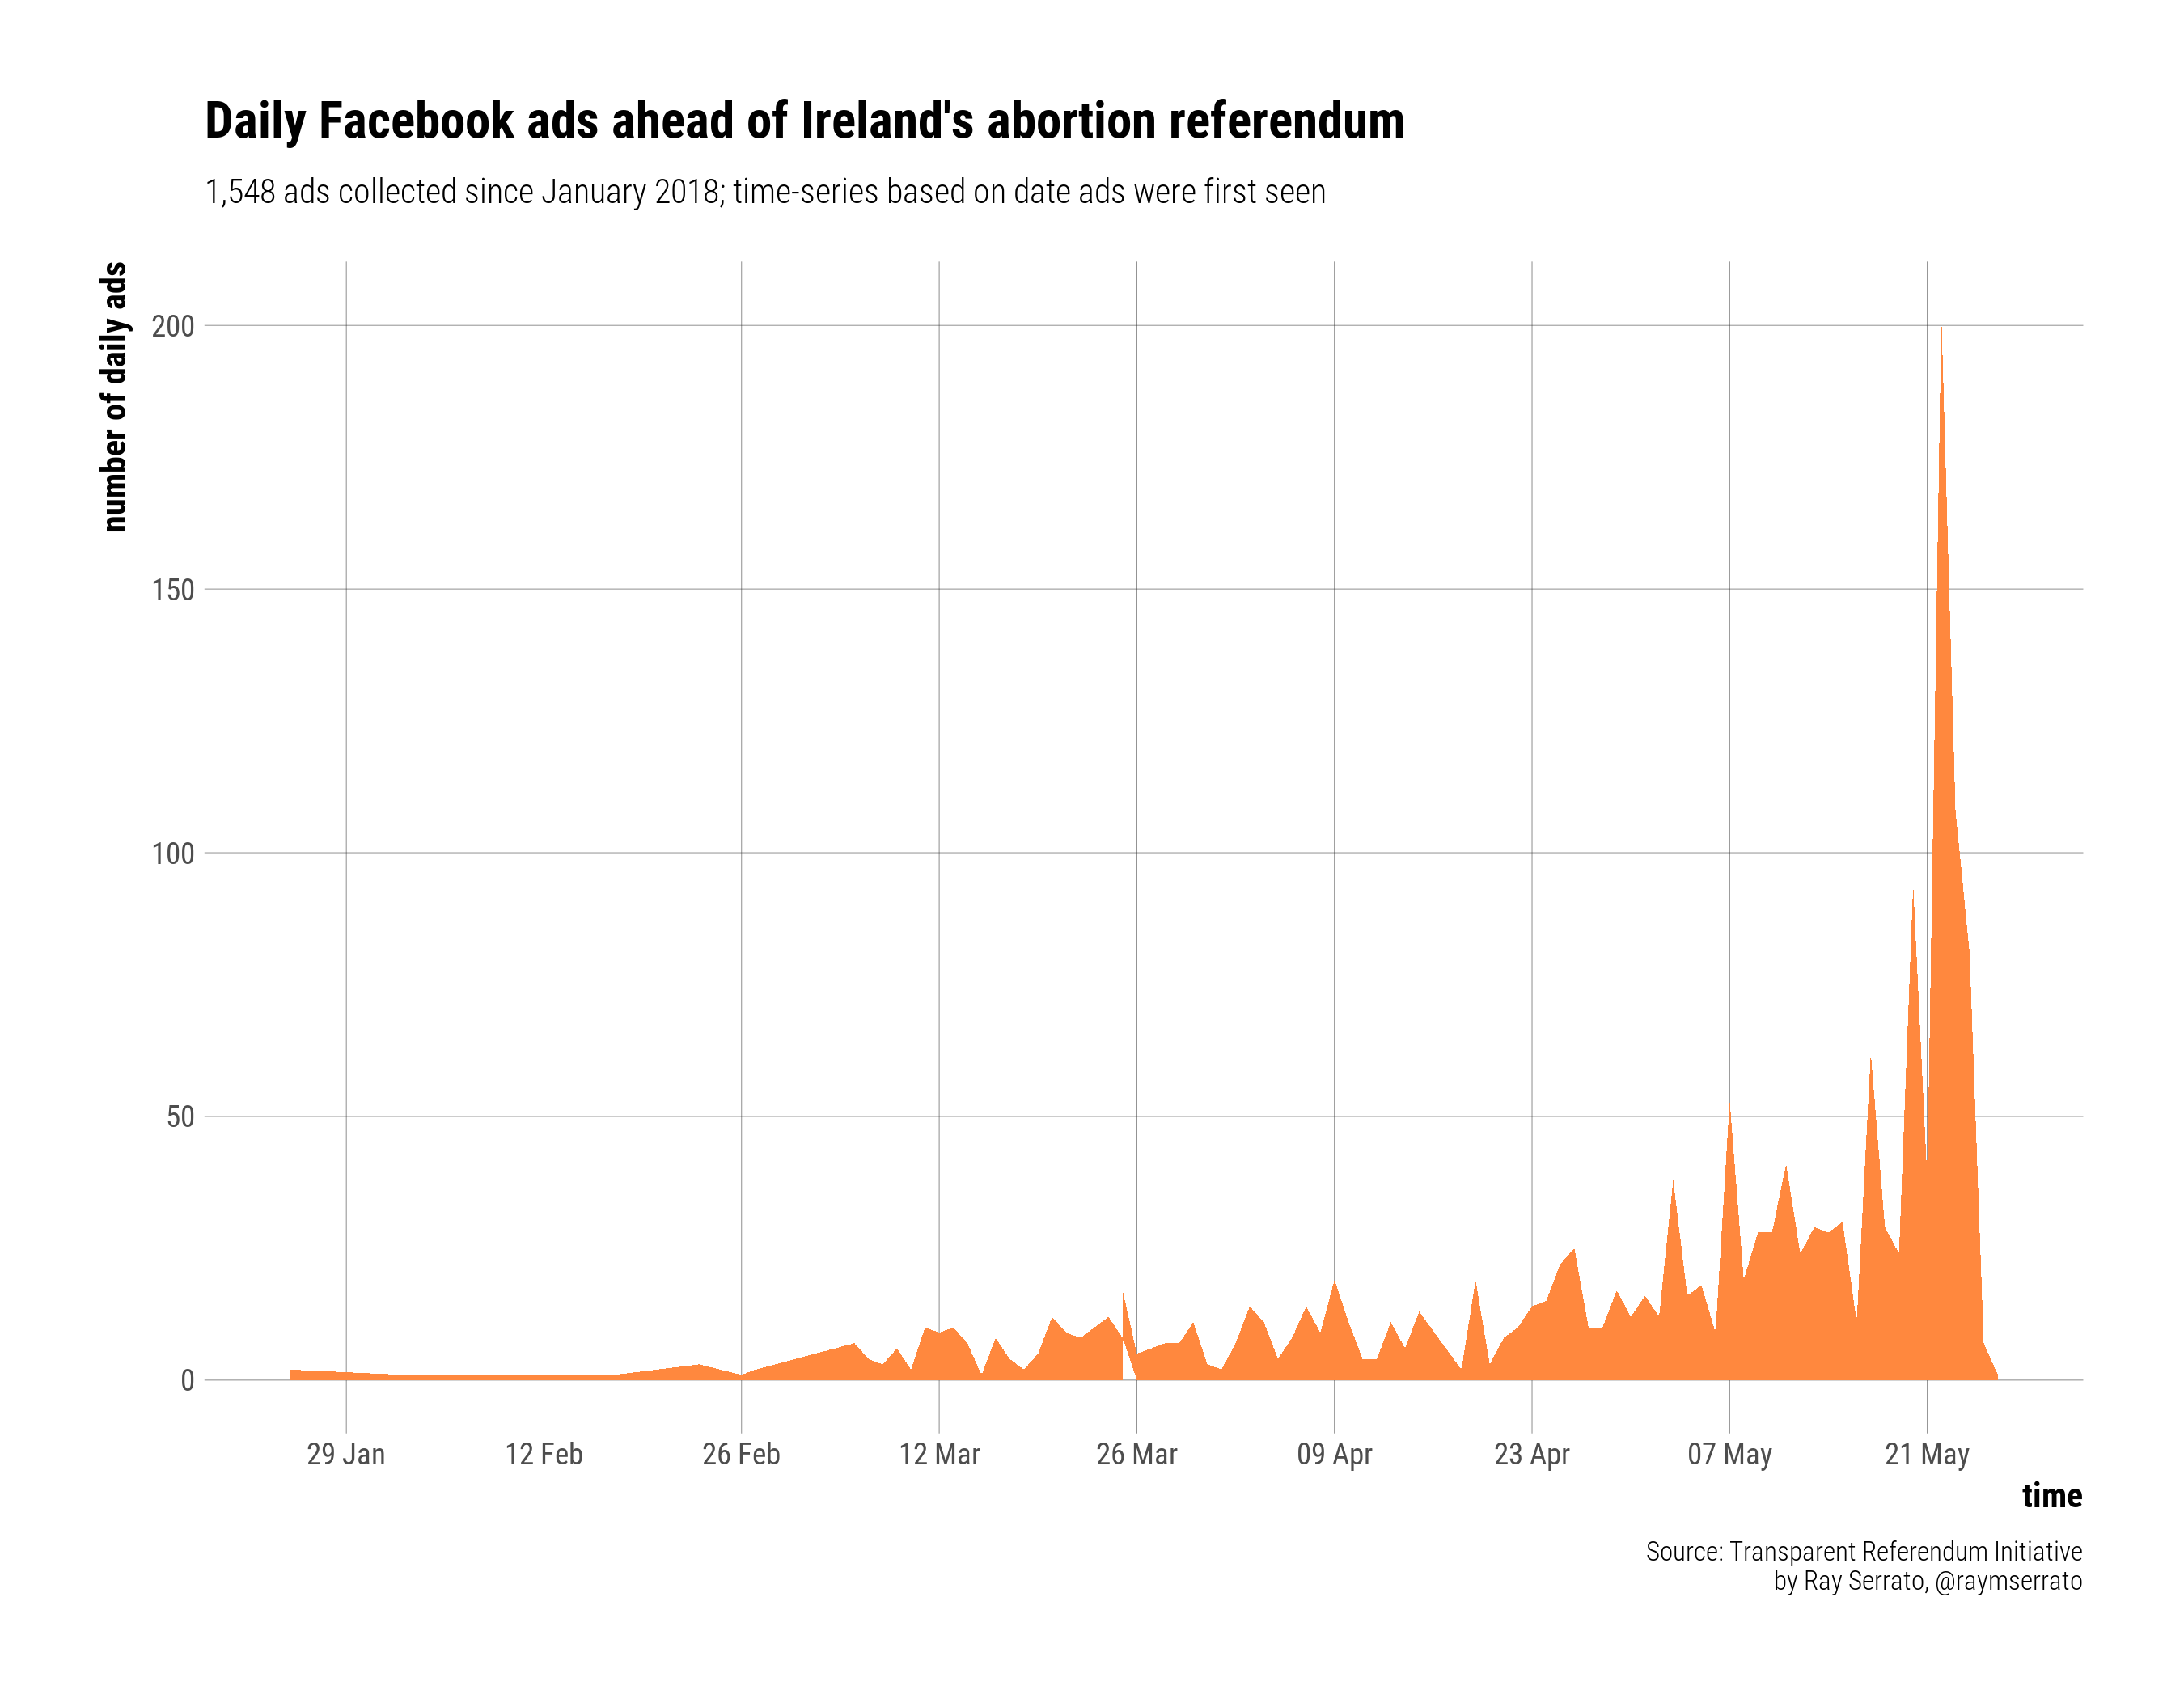 Daily Facebook ads ahead of Ireland's abortion referendum
1,548 ads collected since January 2018; time-series based on date ads were first seen
number of daily ads
200
150
100
50
0
29 Jan
12 Feb
26 Feb
12 Mar
26 Mar
09 Apr
23 Apr
07 May
21 May
time
Source: Transparent Referendum Initiative
by Ray Serrato, @raymserrato